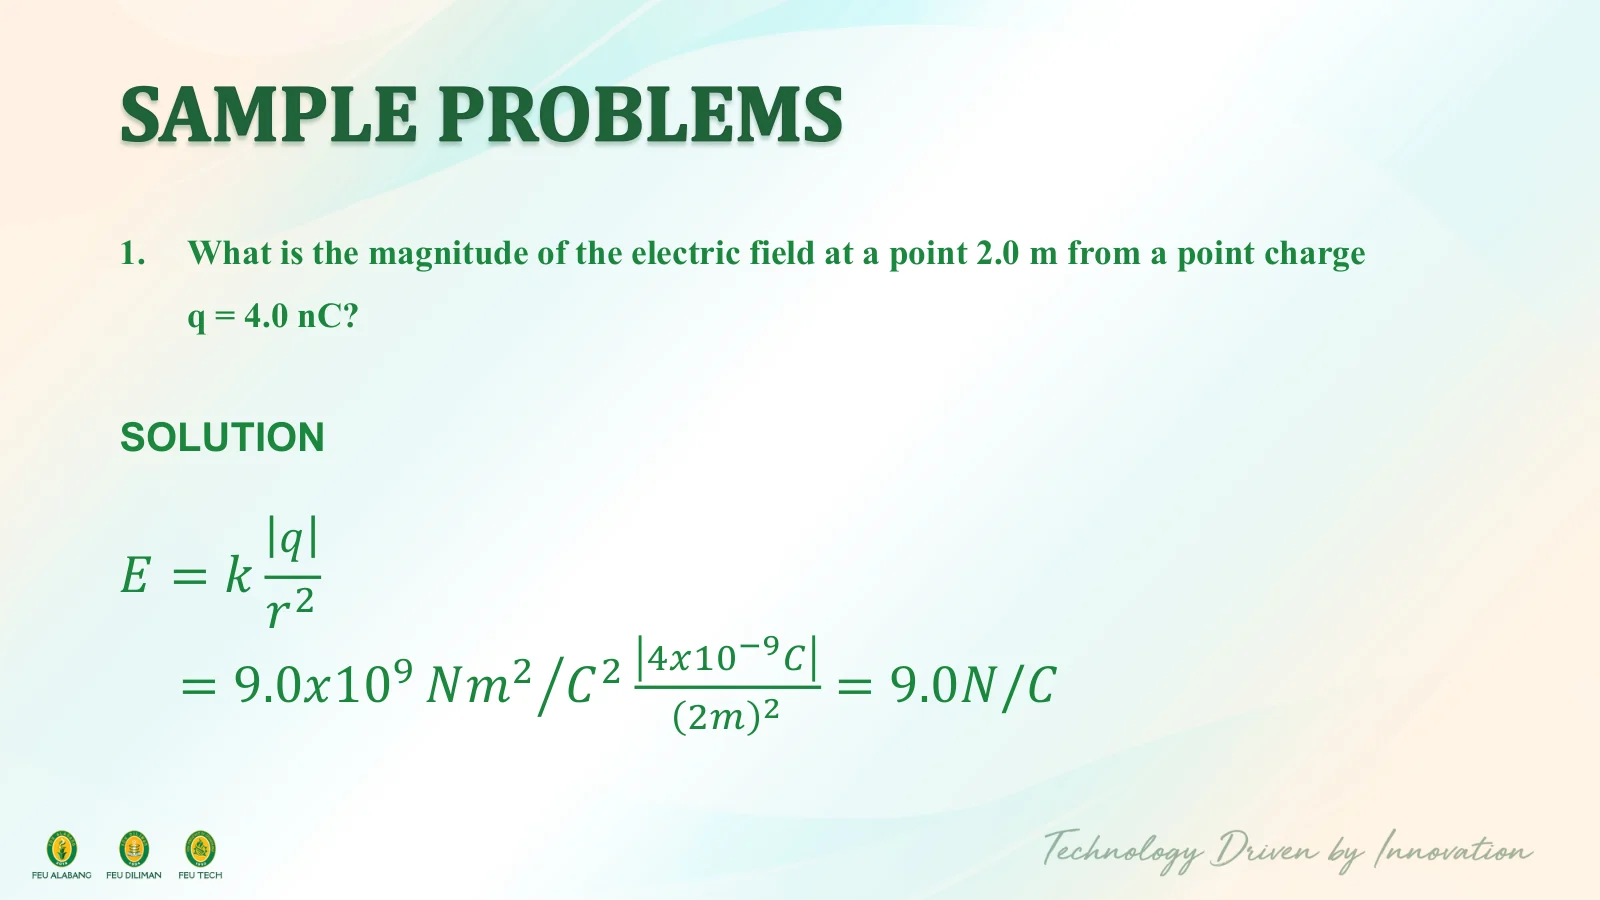 SAMPLE PROBLEMS
1. What is the magnitude of the electric field at a point 2.0 m from a point charge
q = 4.0 nC?
SOLUTION
E = k |q| / r²
= 9.0x10⁹ Nm²/C² |4x10⁻⁹C| / (2m)² = 9.0N/C
FEU ALABANG FEU DILIMAN FEU TECH
Technology Driven by Innovation